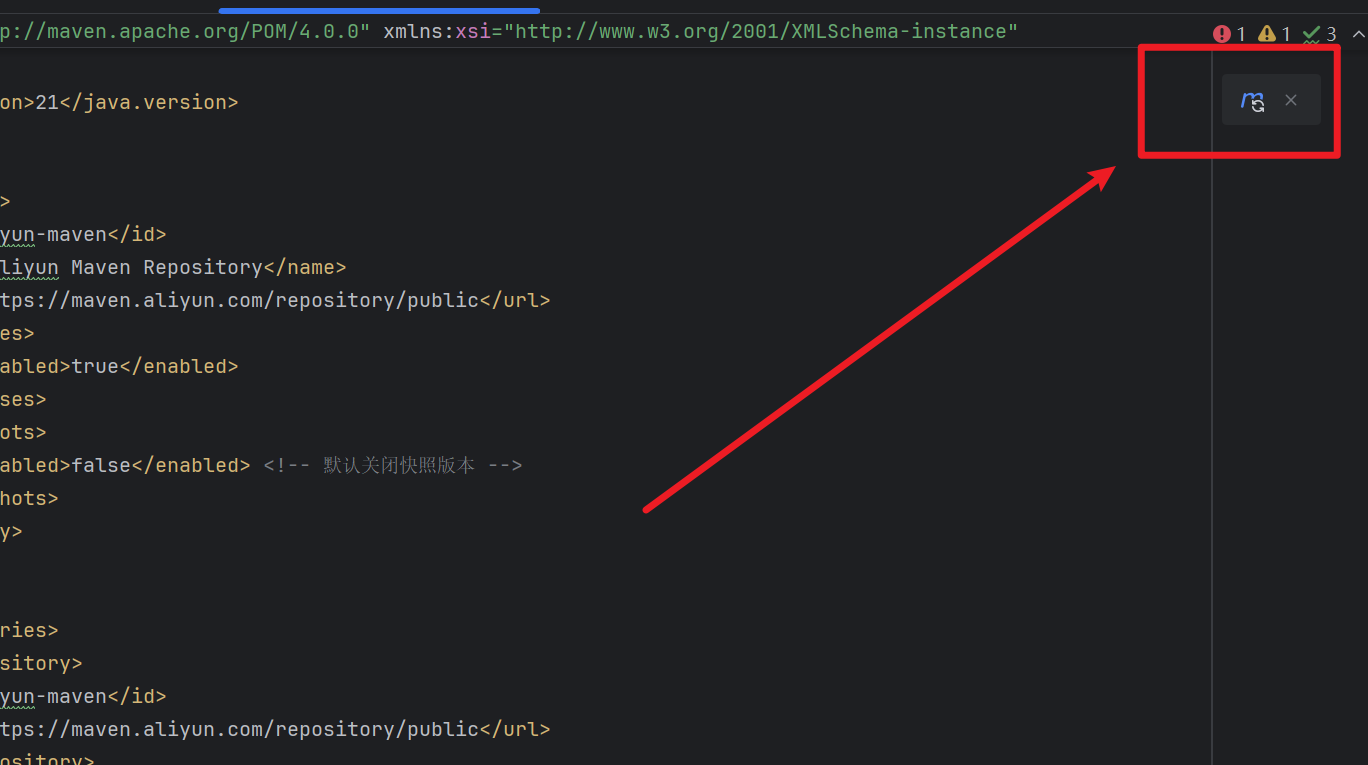 p://maven.apache.org/POM/4.0.0" xmlns:xsi="http://www.w3.org/2001/XMLSchema-instance"
1 1 3
m
on>21</java.version>
>
yun-maven</id>
liyun Maven Repository</name>
tps://maven.aliyun.com/repository/public</url>
es>
abled>true</enabled>
ses>
ots>
abled>false</enabled> <!-- 默认关闭快照版本 -->
hots>
y>
ries>
sitory>
yun-maven</id>
tps://maven.aliyun.com/repository/public</url>
ository>